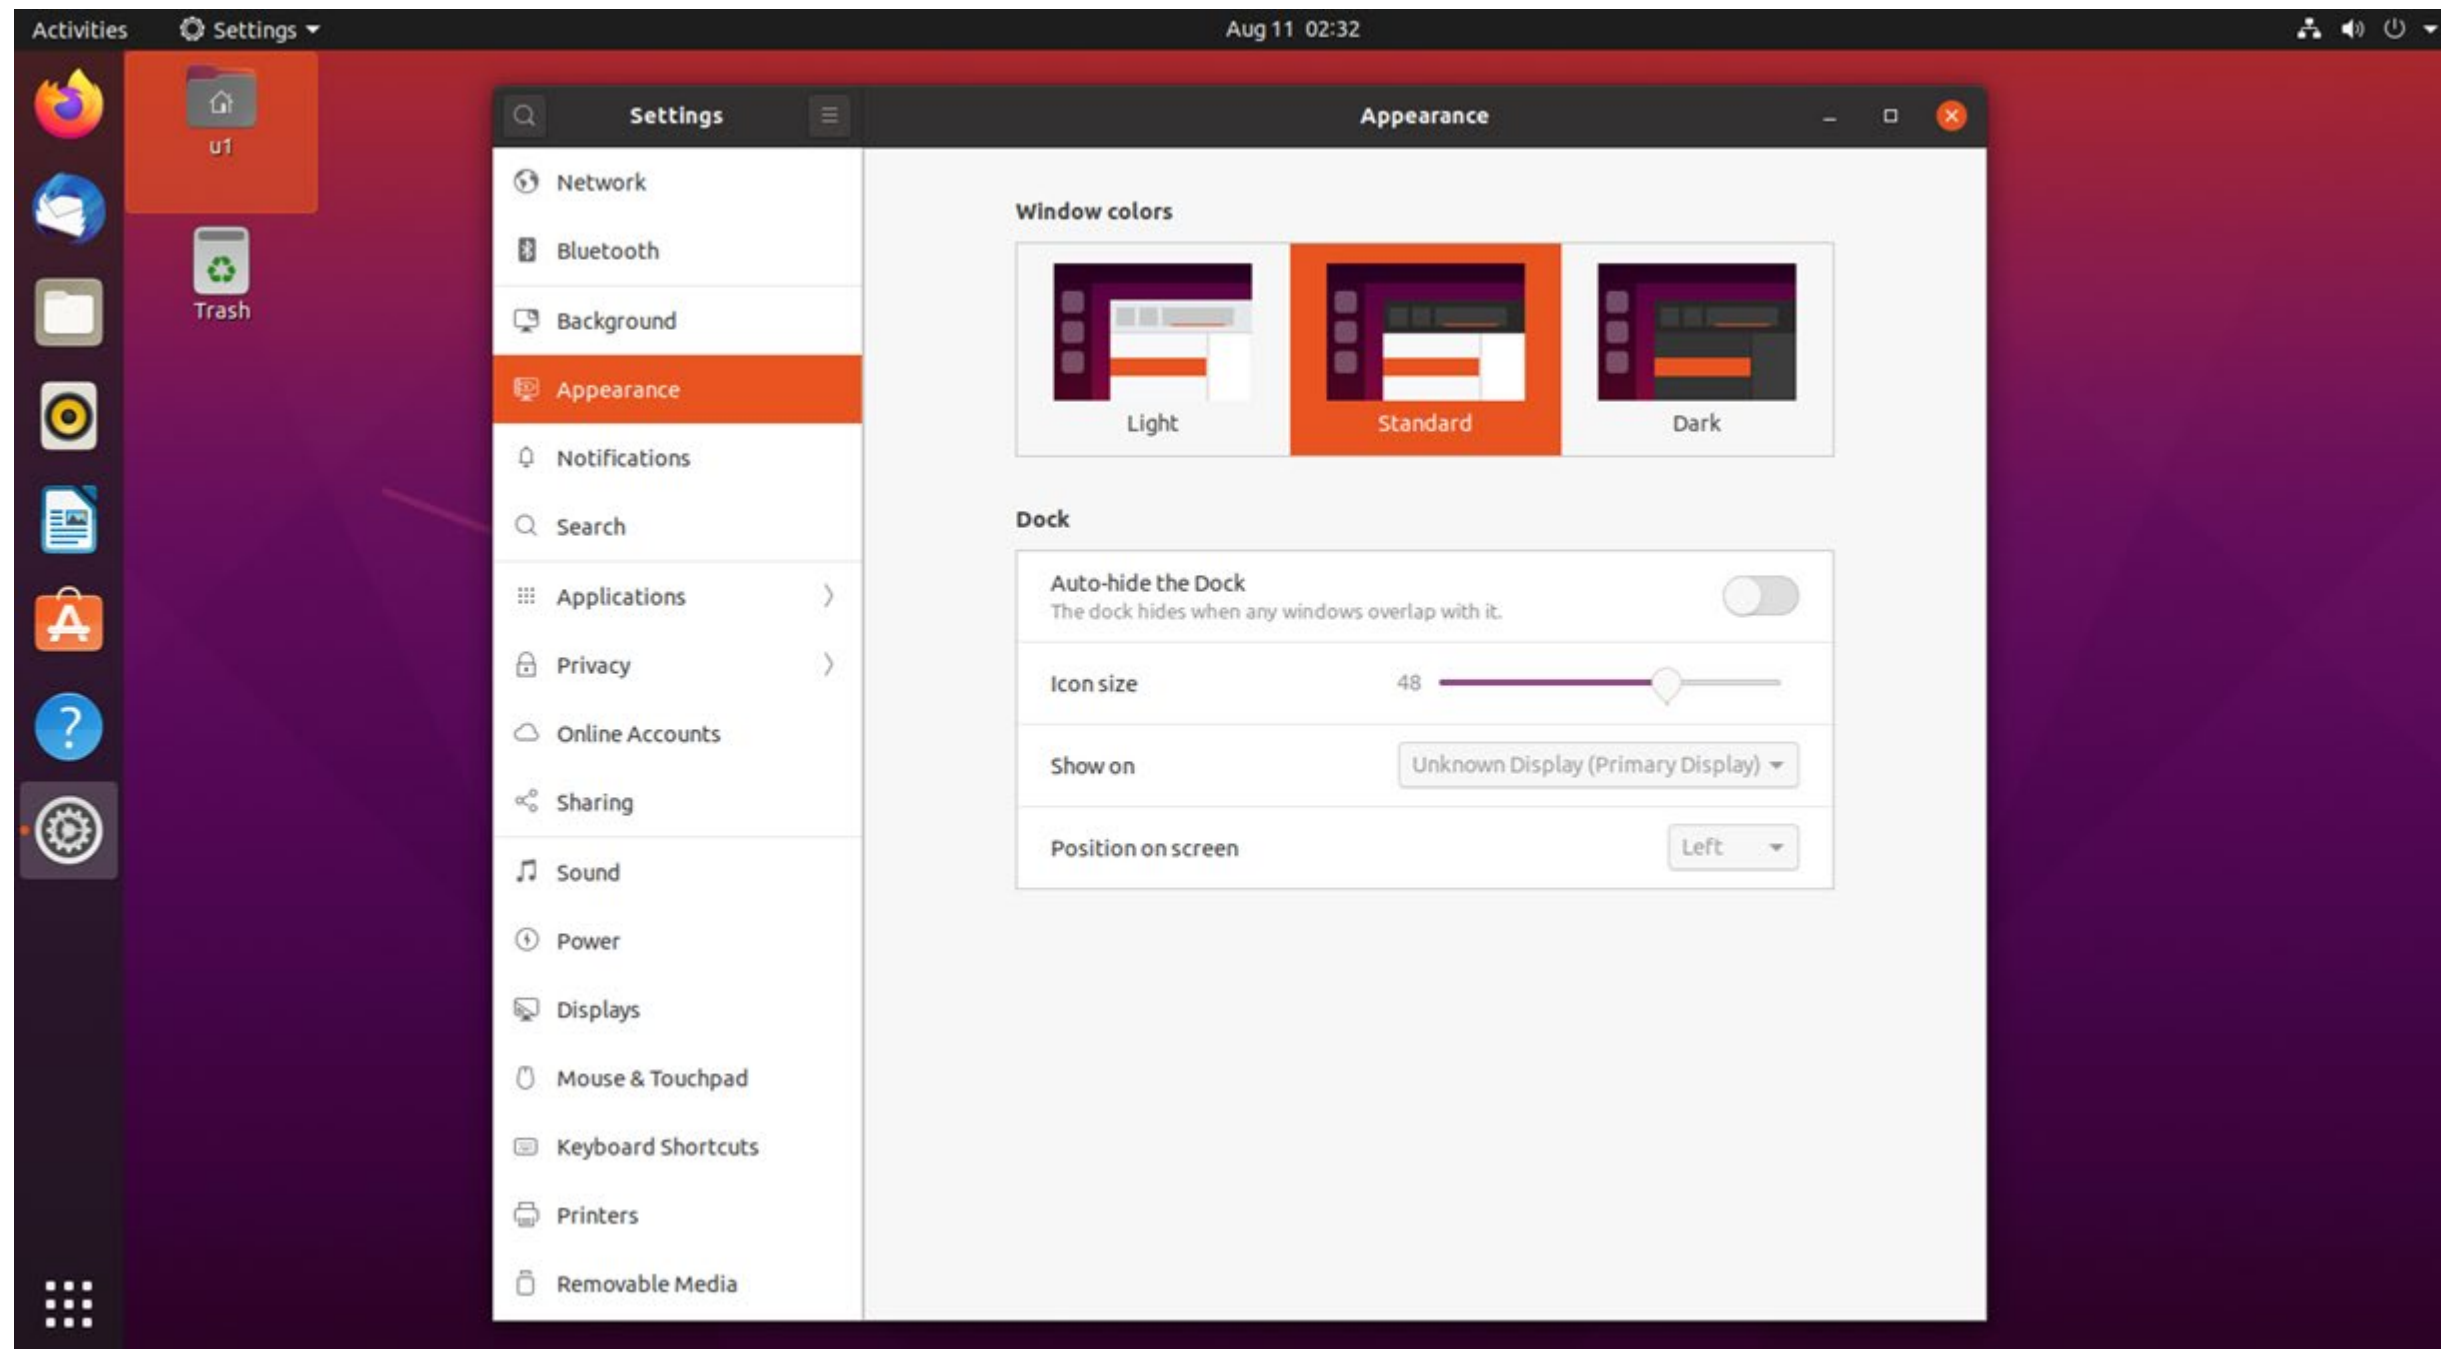 Activities
Settings
Aug 11 02:32
u1
Trash
Settings
Appearance
Network
Bluetooth
Background
Appearance
Notifications
Search
Applications
Privacy
Online Accounts
Sharing
Sound
Power
Displays
Mouse & Touchpad
Keyboard Shortcuts
Printers
Removable Media
Window colors
Light
Standard
Dark
Dock
Auto-hide the Dock
The dock hides when any windows overlap with it.
Icon size
48
Show on
Unknown Display (Primary Display)
Position on screen
Left